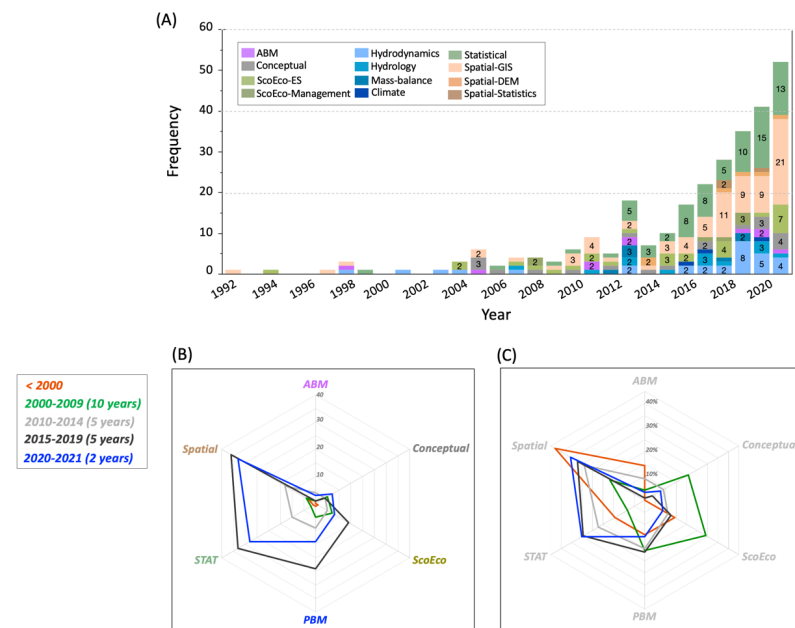 (A)
60
50
40
30
20
10
0
Frequency
ABM
Conceptual
ScoEco-ES
ScoEco-Management
Hydrodynamics
Hydrology
Mass-balance
Climate
Statistical
Spatial-GIS
Spatial-DEM
Spatial-Statistics
1992 1994 1996 1998 2000 2002 2004 2006 2008 2010 2012 2014 2016 2018 2020
Year
2
3
2
2
4
3
4
2
2
5
2
2
3
2
2
2
2
3
3
8
4
2
2
8
5
2
3
2
5
2
11
4
2
10
9
3
2
8
15
9
3
2
3
5
13
21
7
4
4
(B)
(C)
< 2000
2000-2009 (10 years)
2010-2014 (5 years)
2015-2019 (5 years)
2020-2021 (2 years)
ABM
40
30
20
10
Spatial
Conceptual
STAT
ScoEco
PBM
ABM
40%
30%
20%
10%
Spatial
Conceptual
STAT
ScoEco
PBM